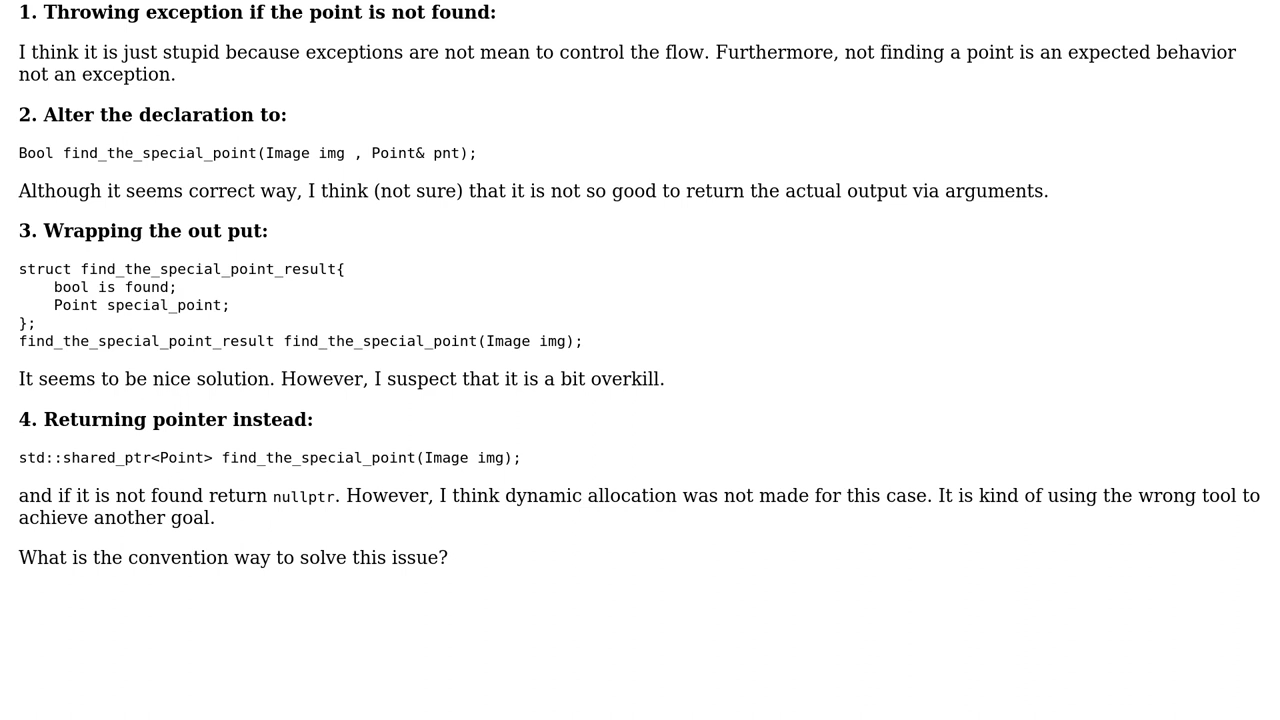 1. Throwing exception if the point is not found:
I think it is just stupid because exceptions are not mean to control the flow. Furthermore, not finding a point is an expected behavior
not an exception.
2. Alter the declaration to:
Bool find_the_special_point(Image img , Point& pnt);
Although it seems correct way, I think (not sure) that it is not so good to return the actual output via arguments.
3. Wrapping the out put:
struct find_the_special_point_result{
    bool is found;
    Point special_point;
};
find_the_special_point_result find_the_special_point(Image img);
It seems to be nice solution. However, I suspect that it is a bit overkill.
4. Returning pointer instead:
std::shared_ptr<Point> find_the_special_point(Image img);
and if it is not found return nullptr. However, I think dynamic allocation was not made for this case. It is kind of using the wrong tool to
achieve another goal.
What is the convention way to solve this issue?